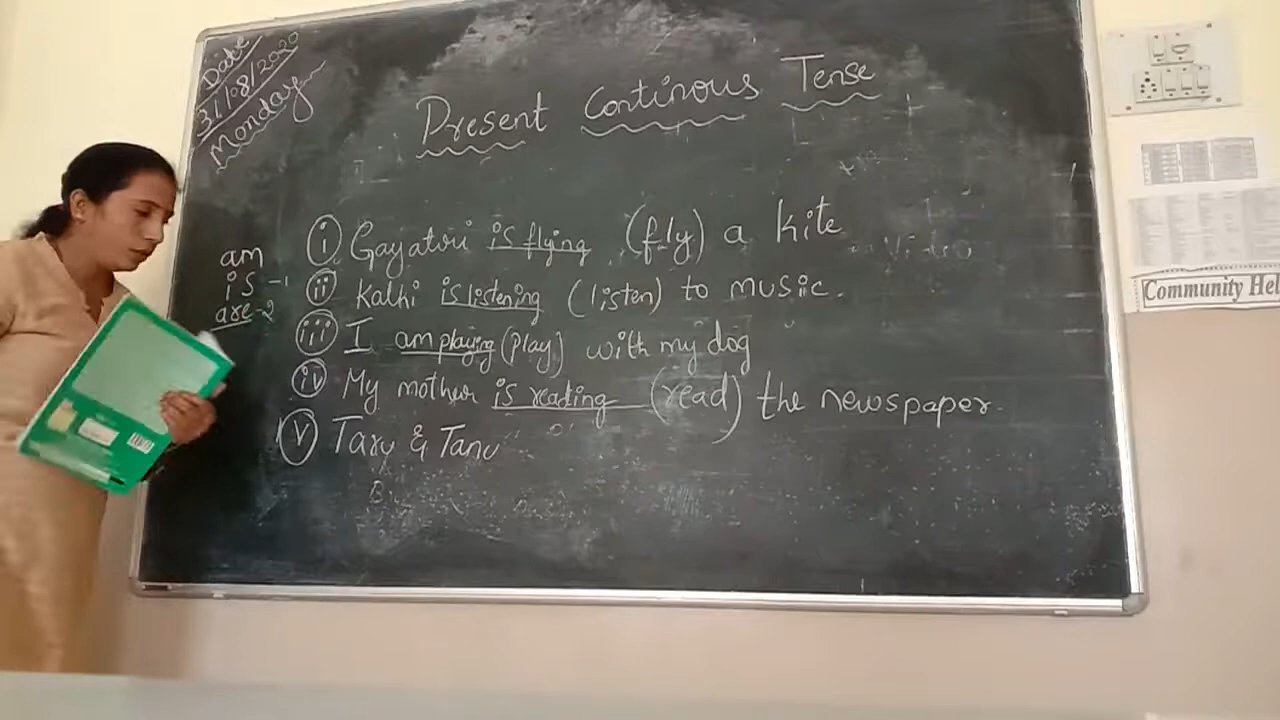 Date
31/08/2020
Monday
Present Continous Tense
am
is -1
are -2
i Gayatri is flying (fly) a kite
ii Kalki is listening (listen) to music.
iii I am playing (play) with my dog
iv My mother is reading (read) the newspaper.
v Taru & Tanu
Community Hel